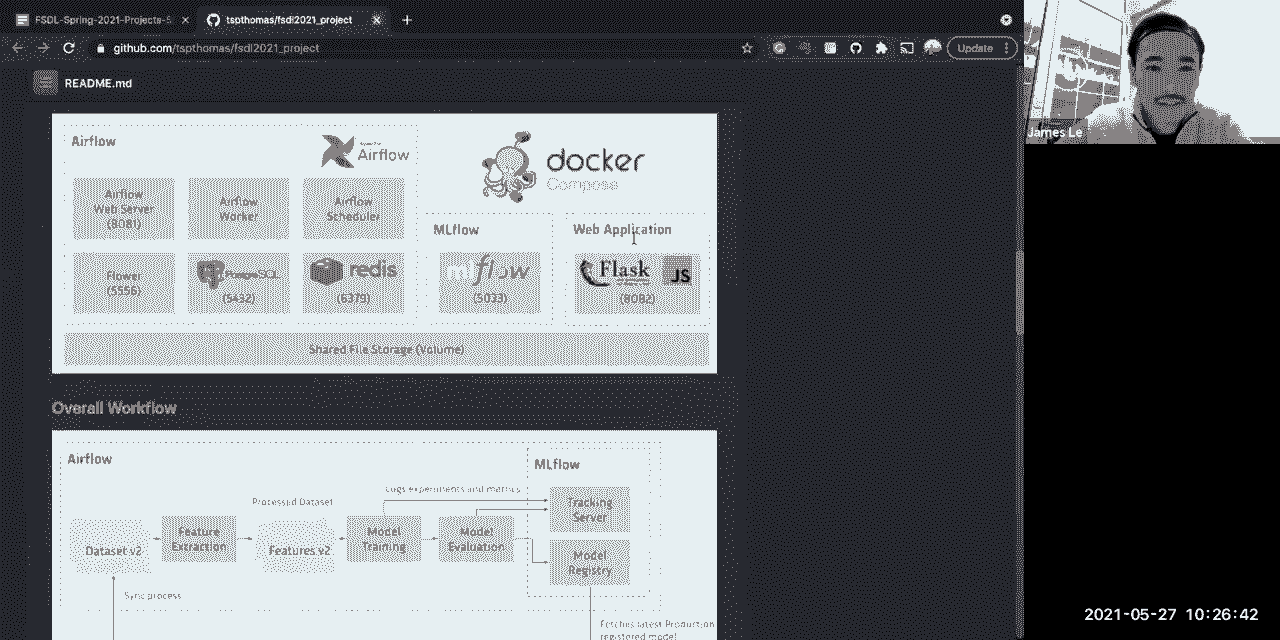 FSDL-Spring-2021-Projects-5
tspthomas/fsdl2021_project
github.com/tspthomas/fsdl2021_project
Update
README.md
James Le
Airflow
Airflow
docker
Compose
Airflow
Web Server
(8081)
Airflow
Worker
Airflow
Scheduler
MLflow
Web Application
Flower
(5556)
PostgreSQL
(5432)
redis
(6379)
mlflow
Flask
JS
(8082)
Shared File Storage (Volume)
Overall Workflow
Airflow
MLflow
Logs experiments and metrics
Processed Dataset
Tracking
Server
Dataset v2
Feature
Extraction
Features v2
Model
Training
Model
Evaluation
Model
Registry
Sync process
Fetches latest Production
registered model
2021-05-27 10:26:42